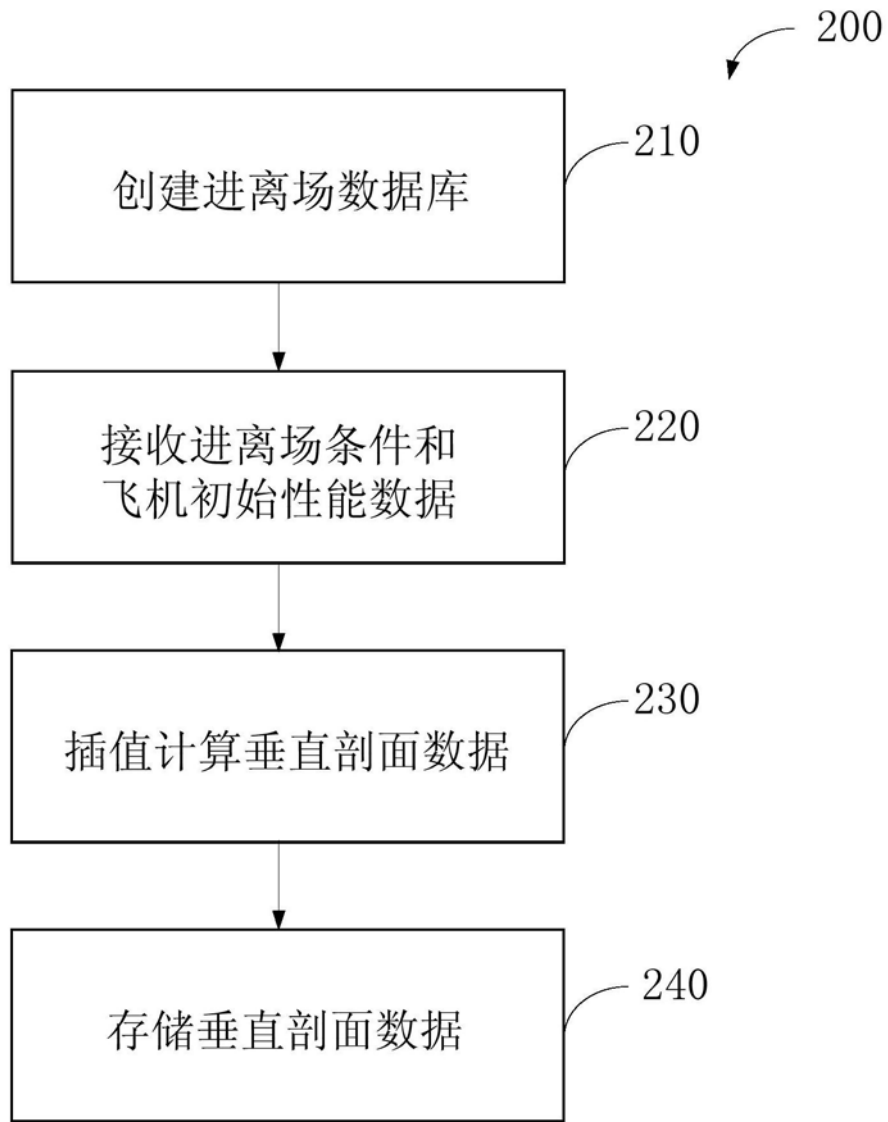 200
创建进离场数据库
210
接收进离场条件和
飞机初始性能数据
220
插值计算垂直剖面数据
230
存储垂直剖面数据
240